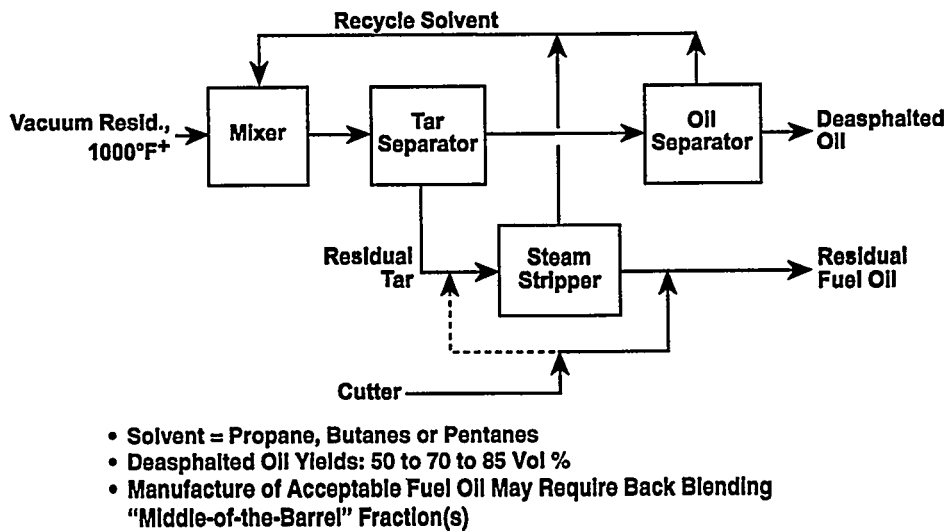 Recycle Solvent
Vacuum Resid.,
1000°F+
Mixer
Tar
Separator
Oil
Separator
Deasphalted
Oil
Residual
Tar
Steam
Stripper
Residual
Fuel Oil
Cutter
• Solvent = Propane, Butanes or Pentanes
• Deasphalted Oil Yields: 50 to 70 to 85 Vol %
• Manufacture of Acceptable Fuel Oil May Require Back Blending
"Middle-of-the-Barrel" Fraction(s)